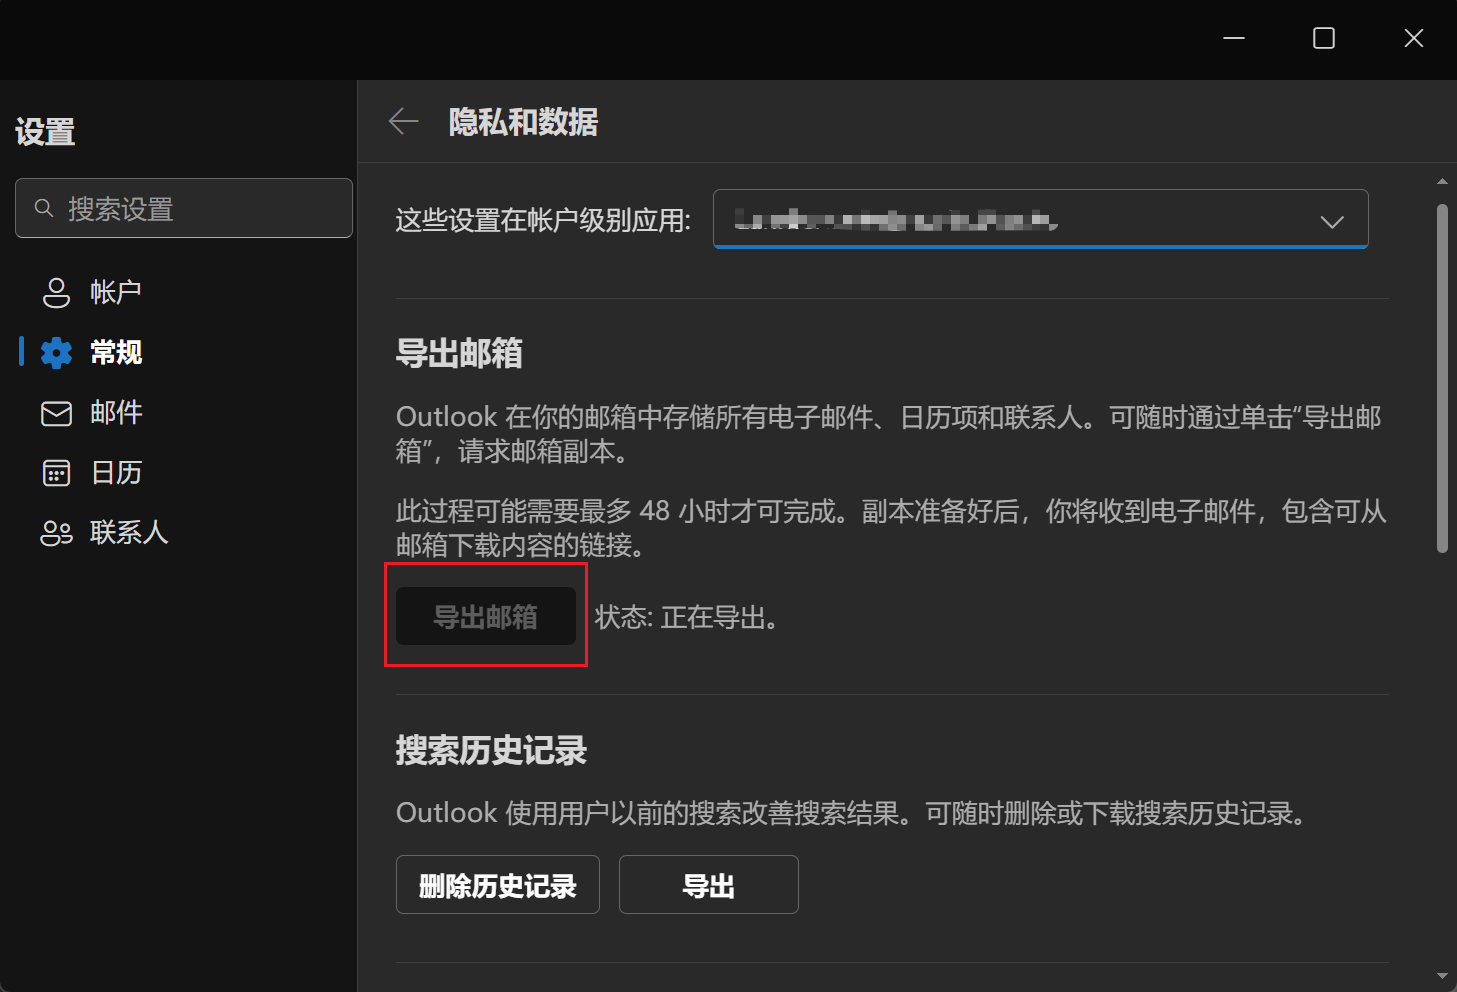 设置
搜索设置
帐户
常规
邮件
日历
联系人
隐私和数据
这些设置在帐户级别应用:
导出邮箱
Outlook 在你的邮箱中存储所有电子邮件、日历项和联系人。可随时通过单击“导出邮
箱”，请求邮箱副本。
此过程可能需要最多 48 小时才可完成。副本准备好后，你将收到电子邮件，包含可从
邮箱下载内容的链接。
导出邮箱 状态: 正在导出。
搜索历史记录
Outlook 使用用户以前的搜索改善搜索结果。可随时删除或下载搜索历史记录。
删除历史记录 导出